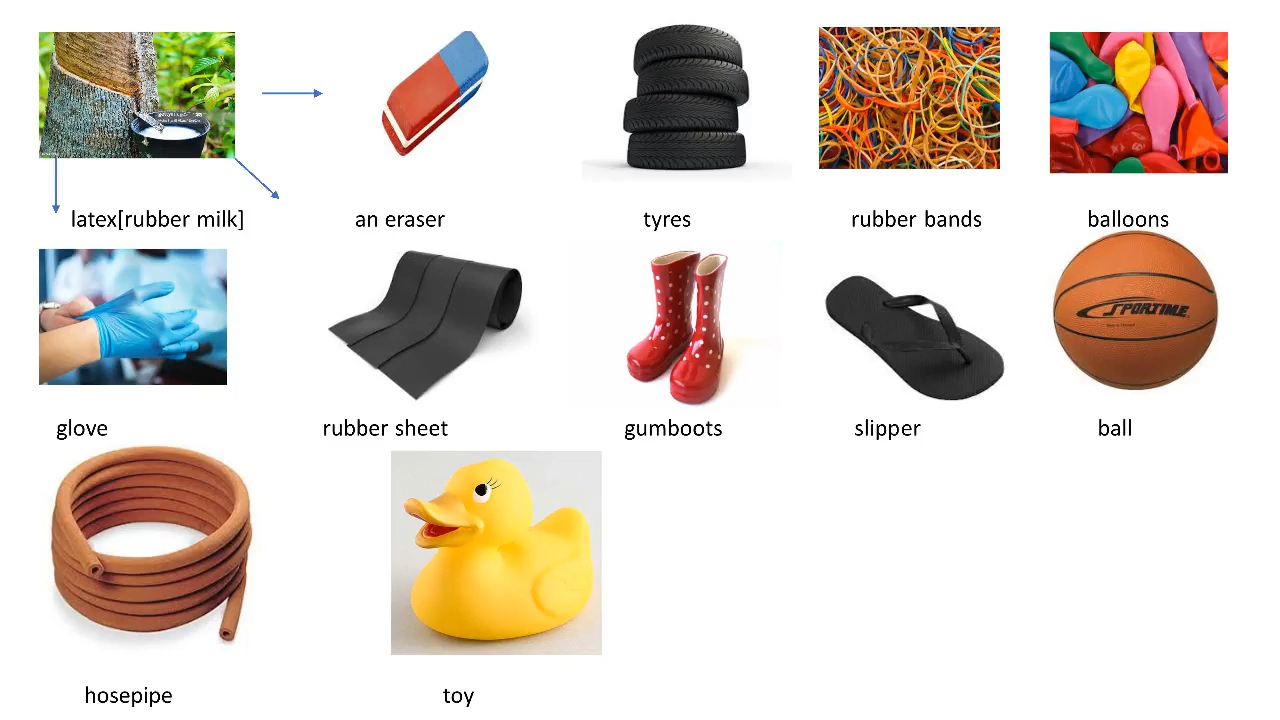 latex[rubber milk]
an eraser
tyres
rubber bands
balloons
SPORTIME
glove
rubber sheet
gumboots
slipper
ball
hosepipe
toy